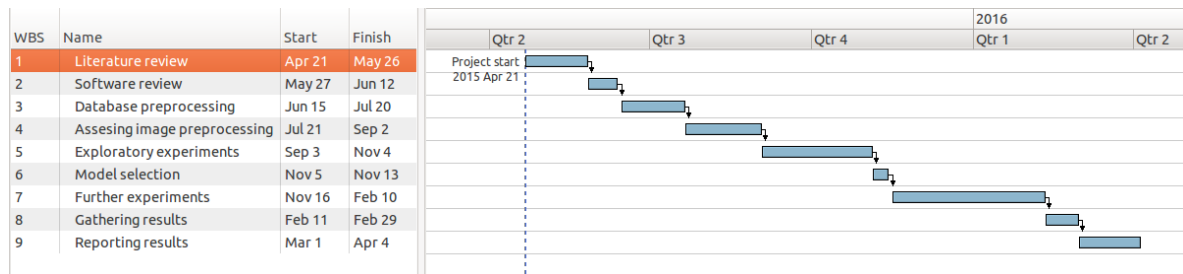 2016
WBS Name Start Finish Qtr 2 Qtr 3 Qtr 4 Qtr 1 Qtr 2
1 Literature review Apr 21 May 26 Project start
2015 Apr 21
2 Software review May 27 Jun 12
3 Database preprocessing Jun 15 Jul 20
4 Assesing image preprocessing Jul 21 Sep 2
5 Exploratory experiments Sep 3 Nov 4
6 Model selection Nov 5 Nov 13
7 Further experiments Nov 16 Feb 10
8 Gathering results Feb 11 Feb 29
9 Reporting results Mar 1 Apr 4